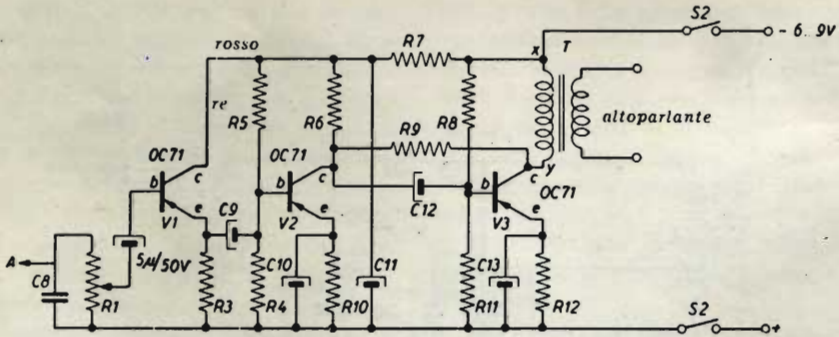 S2
- 6..9V
rosso
R7
x T
re
R5
R6
R8
R9
altoparlante
OC71
OC71
y
b c
b c
C12
b c
OC71
V1 e
C9
V2 e
V3 e
A
5µ/50V
C8
R1
R3
C10
R4
R10
C11
C13
R11
R12
S2
+